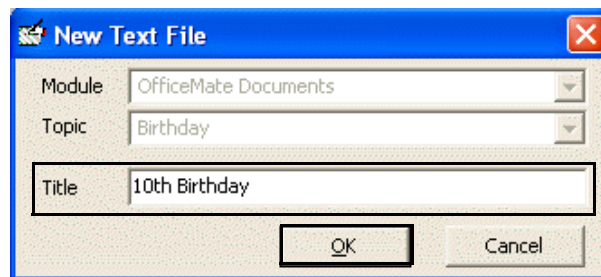 New Text File
Module OfficeMate Documents
Topic Birthday
Title 10th Birthday
OK Cancel